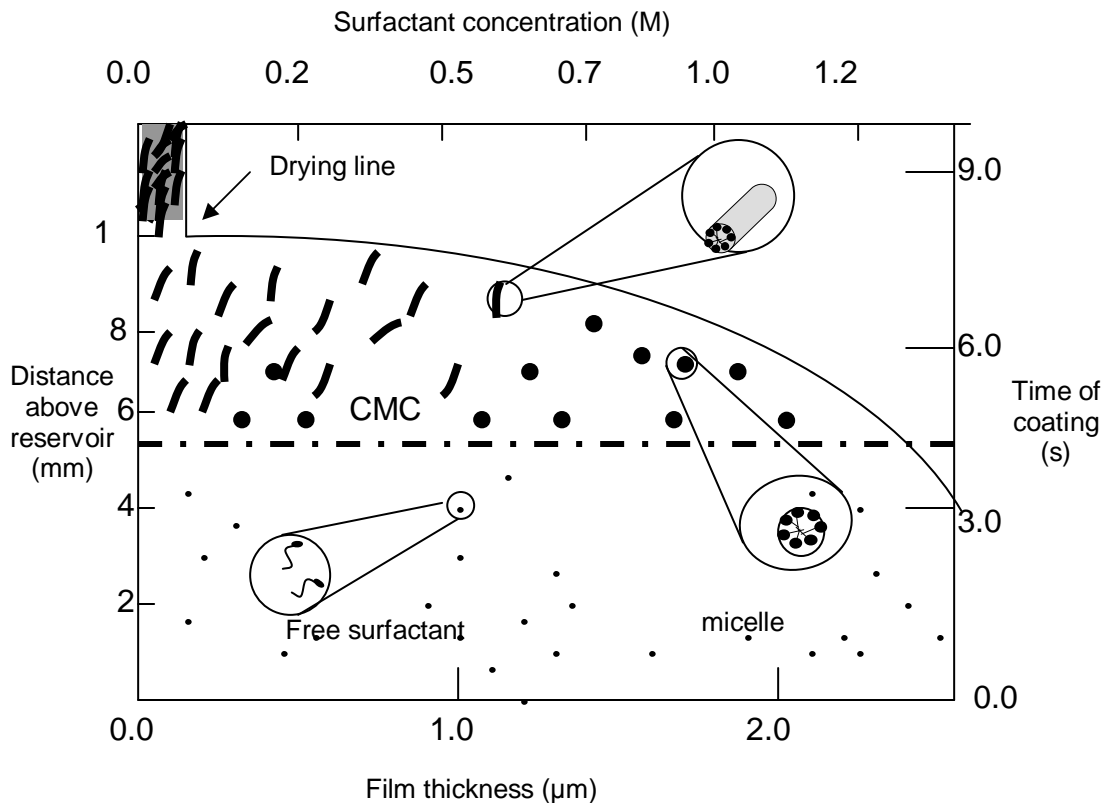 Surfactant concentration (M)
0.0 0.2 0.5 0.7 1.0 1.2
Drying line
9.0
1
8
6.0
Distance
above
reservoir
(mm)
6
CMC
Time of
coating
(s)
4
3.0
2
Free surfactant
micelle
0.0
0.0 1.0 2.0
Film thickness (µm)